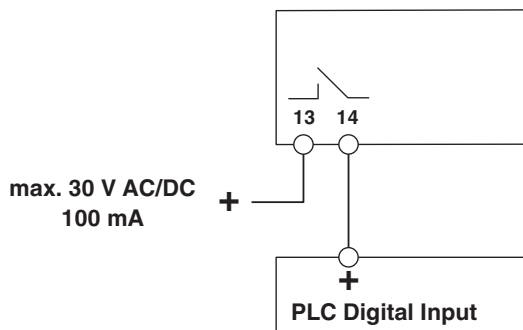 13 14
max. 30 V AC/DC
100 mA
+
+
PLC Digital Input